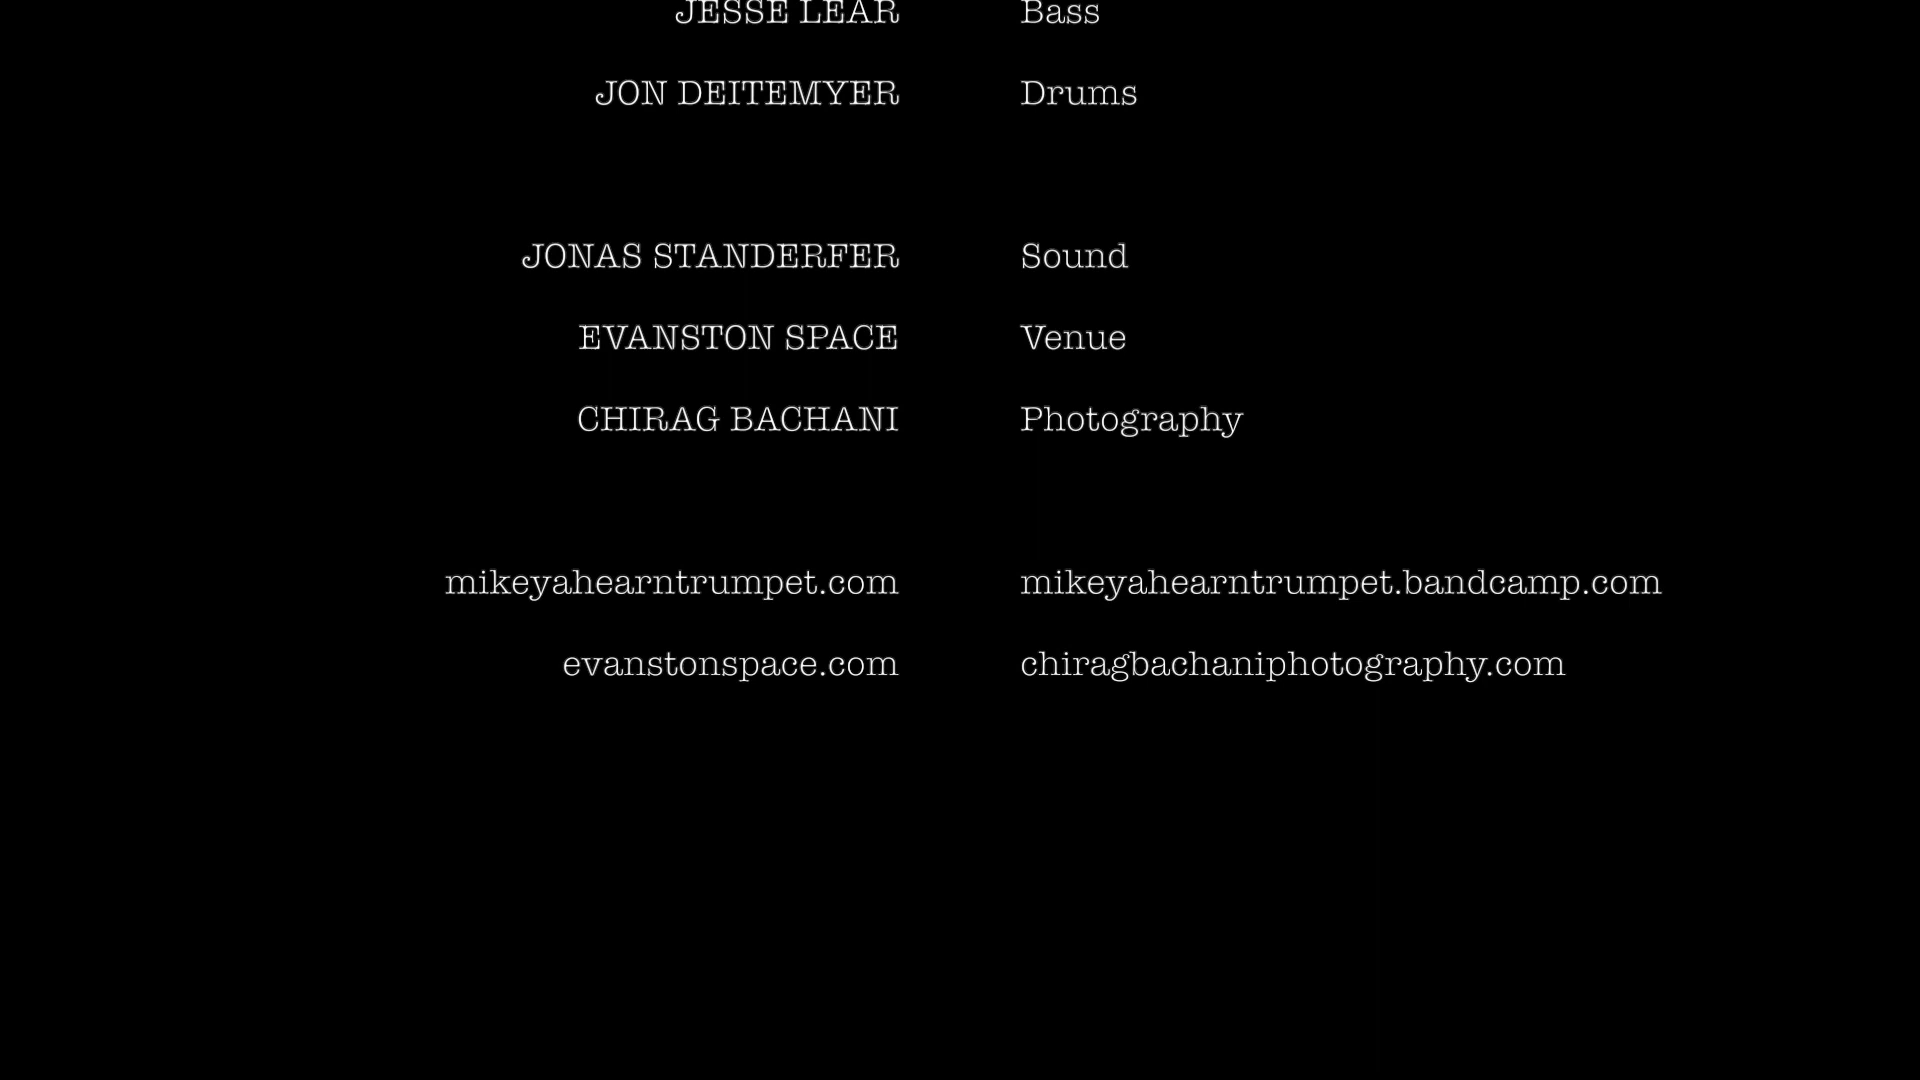 JESSE LEAR Bass
JON DEITEMYER Drums
JONAS STANDERFER Sound
EVANSTON SPACE Venue
CHIRAG BACHANI Photography
mikeyahearntrumpet.com mikeyahearntrumpet.bandcamp.com
evanstonspace.com chiragbachaniphotography.com